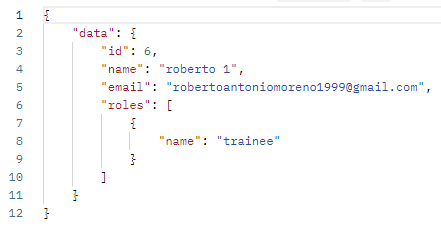 1 {
2     "data": {
3         "id": 6,
4         "name": "roberto 1",
5         "email": "robertoantoniomoreno1999@gmail.com",
6         "roles": [
7             {
8                 "name": "trainee"
9             }
10         ]
11     }
12 }